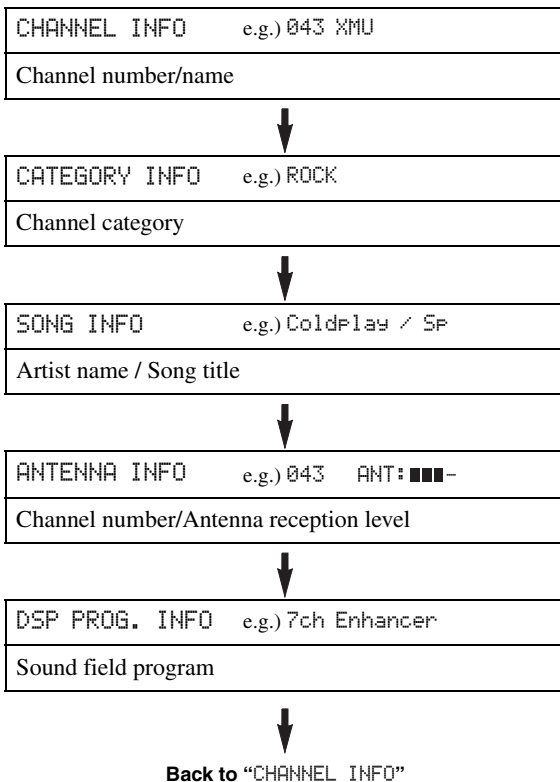 CHANNEL INFO e.g.) 043 XMU
Channel number/name
CATEGORY INFO e.g.) ROCK
Channel category
SONG INFO e.g.) Coldplay / Sp
Artist name / Song title
ANTENNA INFO e.g.) 043 ANT:■■■-
Channel number/Antenna reception level
DSP PROG. INFO e.g.) 7ch Enhancer
Sound field program
Back to “CHANNEL INFO”